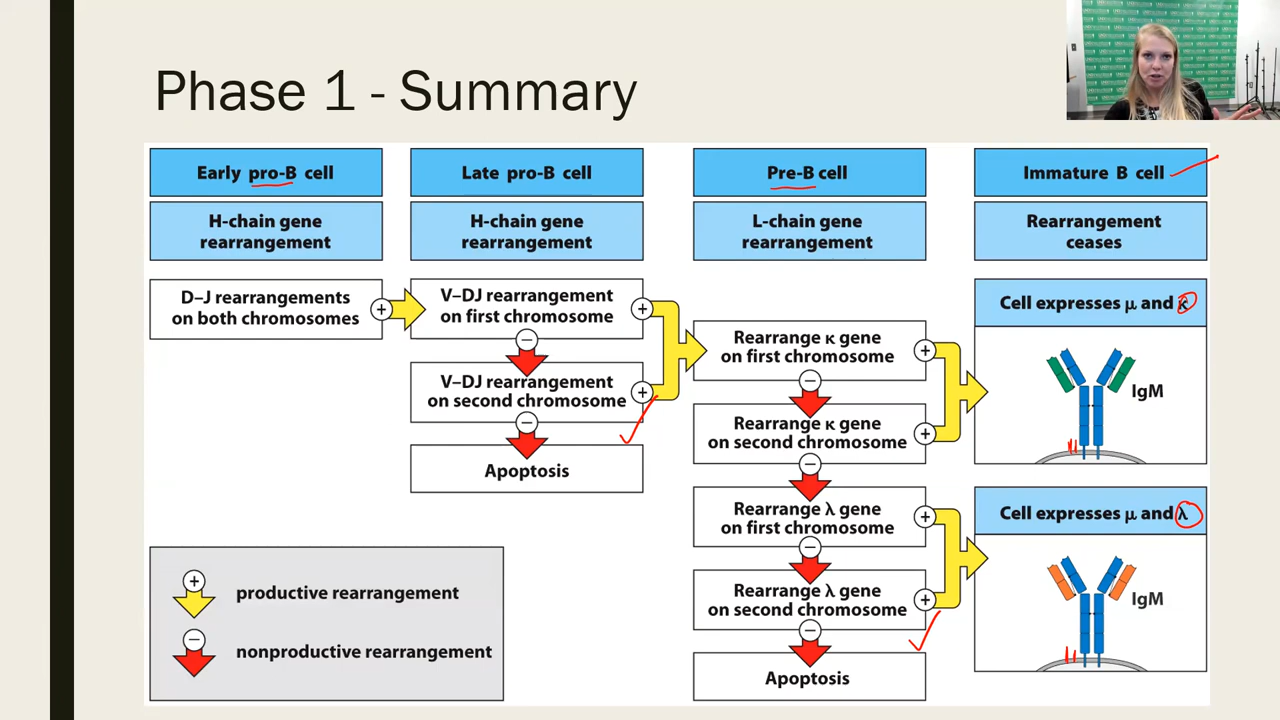 Phase 1 - Summary
Early pro-B cell
H-chain gene
rearrangement
D–J rearrangements
on both chromosomes
+
Late pro-B cell
H-chain gene
rearrangement
V–DJ rearrangement
on first chromosome
+
−
V–DJ rearrangement
on second chromosome
+
−
Apoptosis
Pre-B cell
L-chain gene
rearrangement
Rearrange κ gene
on first chromosome
+
−
Rearrange κ gene
on second chromosome
+
−
Rearrange λ gene
on first chromosome
+
−
Rearrange λ gene
on second chromosome
+
−
Apoptosis
Immature B cell
Rearrangement
ceases
Cell expresses μ and κ
IgM
Cell expresses μ and λ
IgM
+
productive rearrangement
−
nonproductive rearrangement